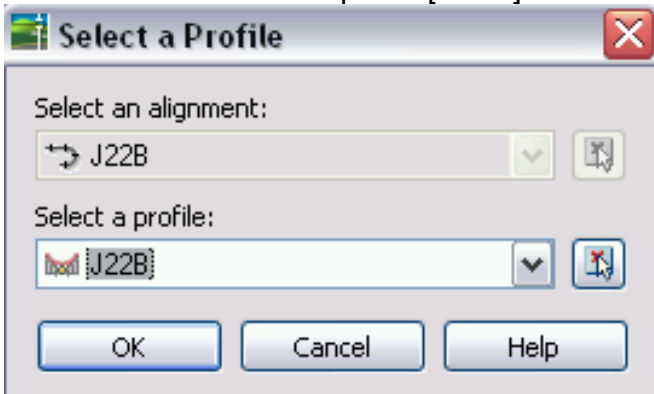 Select a Profile
Select an alignment:
J22B
Select a profile:
J22B
OK Cancel Help